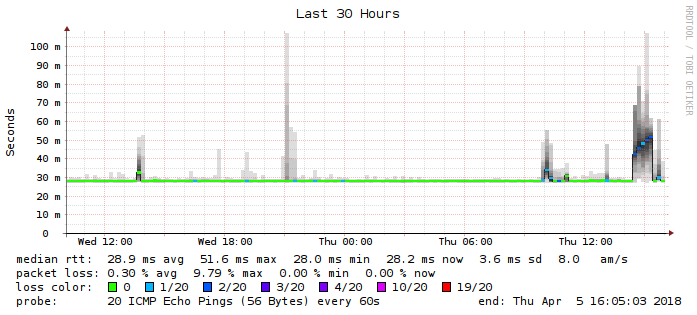 Last 30 Hours
RRDTOOL / TOBI OETIKER
Seconds
100 m
90 m
80 m
70 m
60 m
50 m
40 m
30 m
20 m
10 m
0
Wed 12:00 Wed 18:00 Thu 00:00 Thu 06:00 Thu 12:00
median rtt: 28.9 ms avg 51.6 ms max 28.0 ms min 28.2 ms now 3.6 ms sd 8.0 am/s
packet loss: 0.30 % avg 9.79 % max 0.00 % min 0.00 % now
loss color: 0 1/20 2/20 3/20 4/20 10/20 19/20
probe: 20 ICMP Echo Pings (56 Bytes) every 60s end: Thu Apr 5 16:05:03 2018